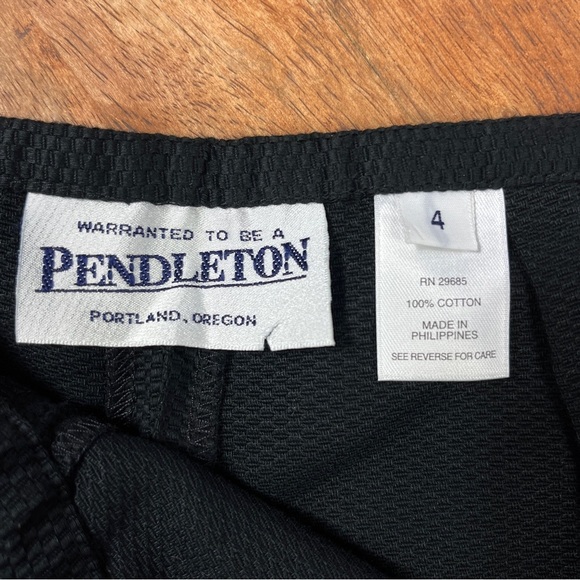 WARRANTED TO BE A
PENDLETON
PORTLAND, OREGON
4
RN 29685
100% COTTON
MADE IN
PHILIPPINES
SEE REVERSE FOR CARE